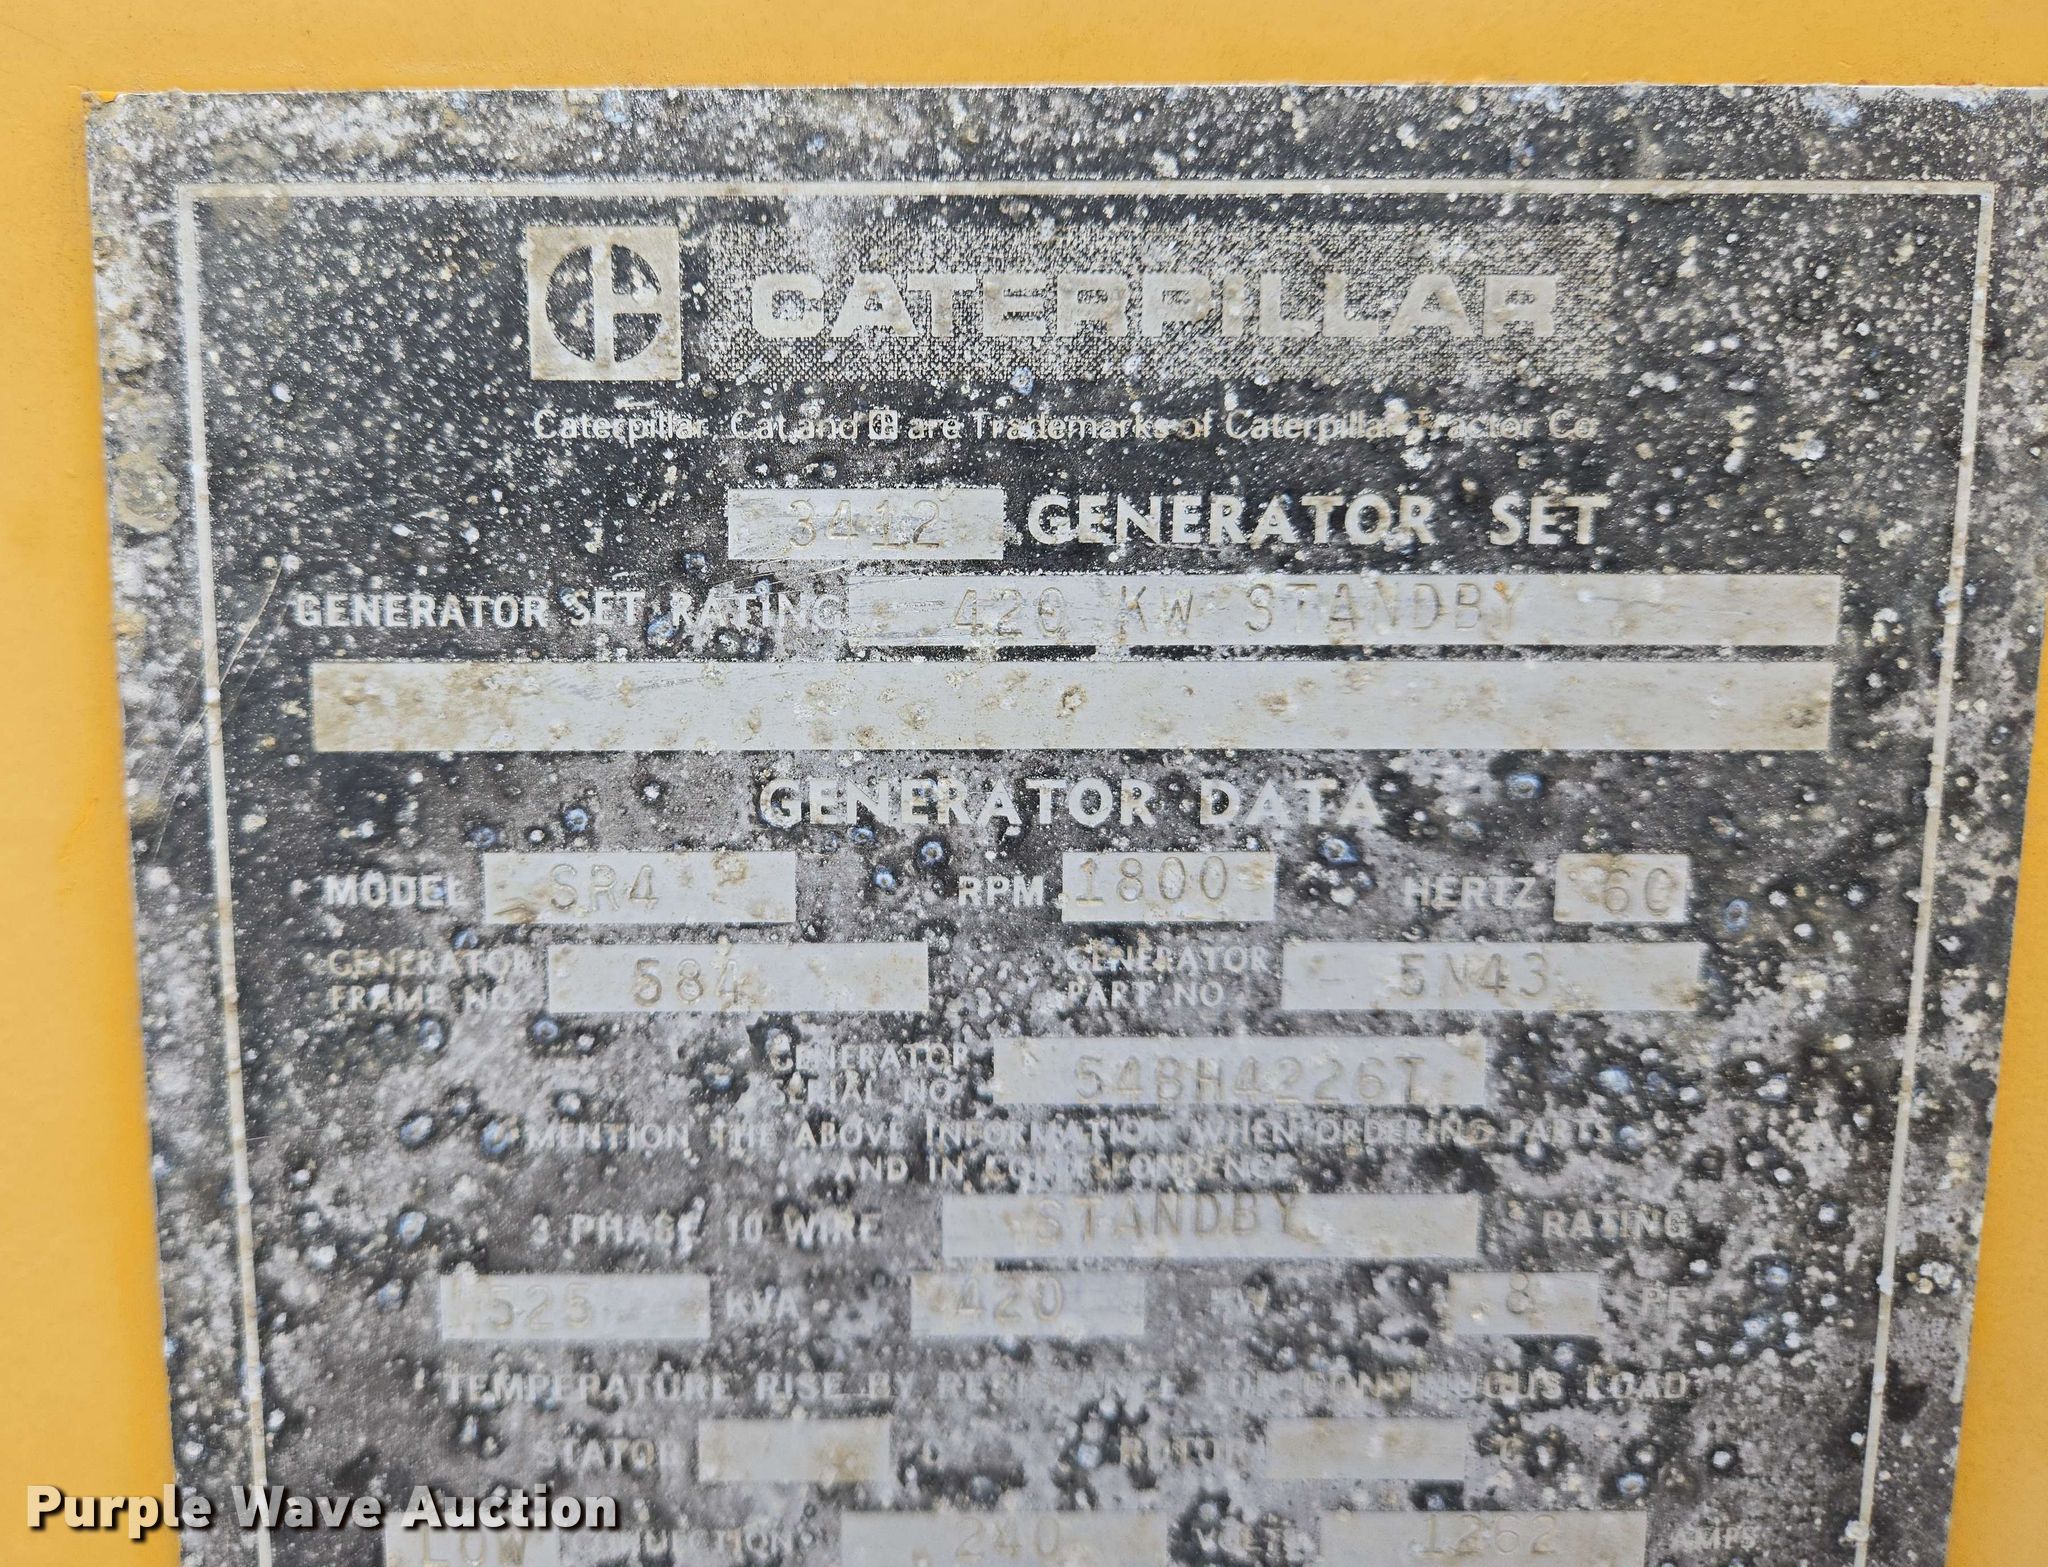 CATERPILLAR
Caterpillar, Cat and C are Trademarks of Caterpillar Tractor Co
3412 GENERATOR SET
GENERATOR SET RATING 420 KW STANDBY
GENERATOR DATA
MODEL SR4 RPM 1800 HERTZ 60
GENERATOR FRAME NO 584 GENERATOR PART NO 5N43
GENERATOR SERIAL NO 54BH4226T
MENTION THE ABOVE INFORMATION WHEN ORDERING PARTS
AND IN CORRESPONDENCE
3 PHASE 10 WIRE STANDBY RATING
525 KVA 420 KW .8 PF
TEMPERATURE RISE BY RESISTANCE FOR CONTINUOUS LOAD
STATOR C ROTOR C
LOW CONNECTION 240 VOLTS 1262 AMPS
Purple Wave Auction